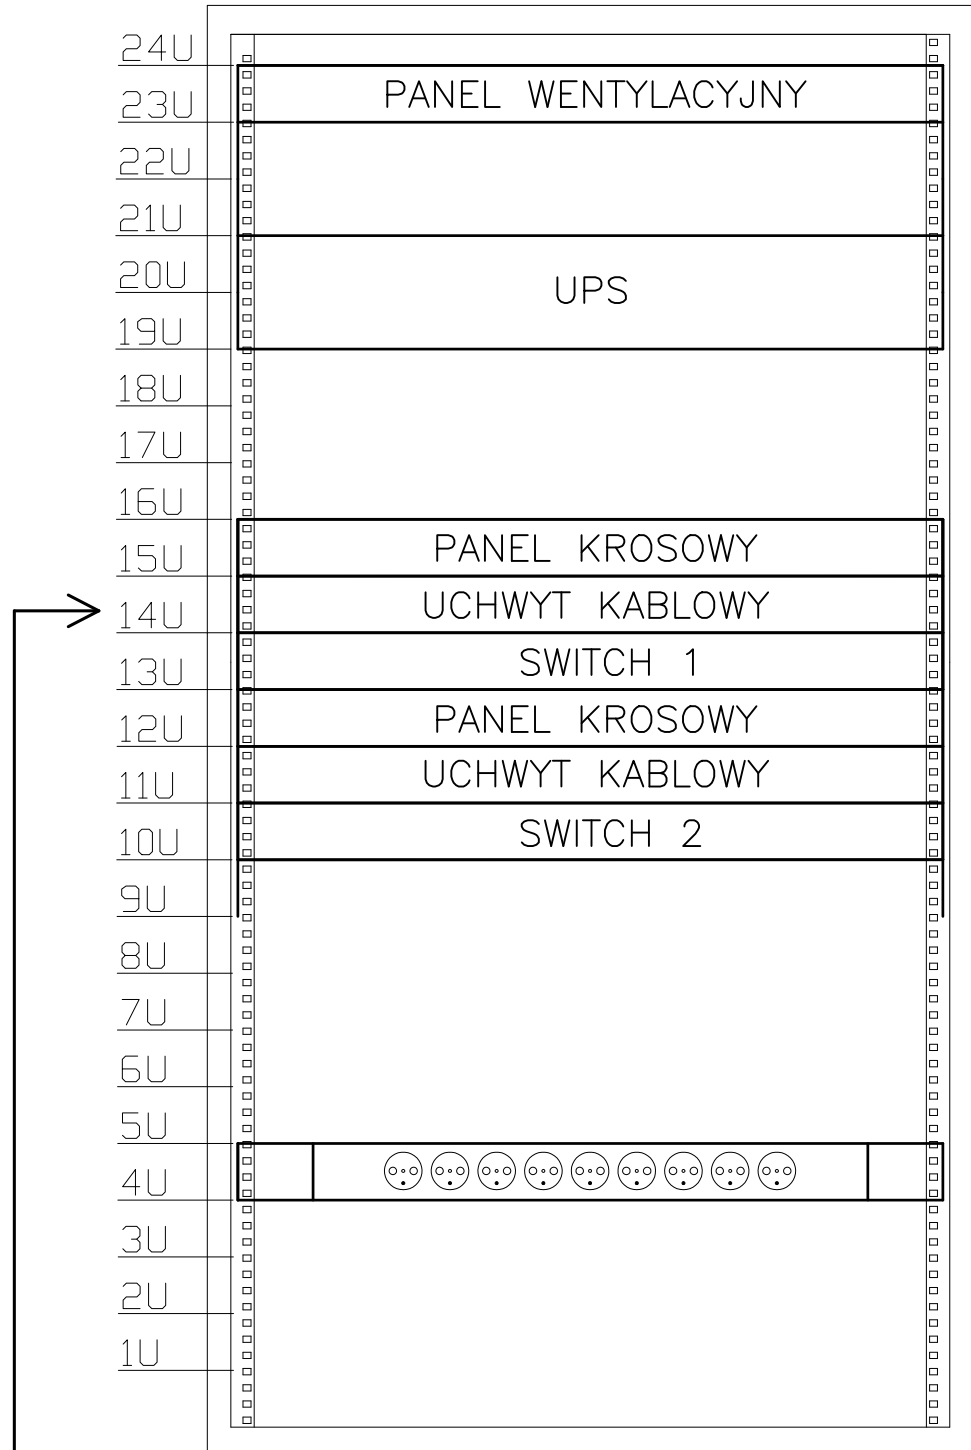 24U
23U PANEL WENTYLACYJNY
22U
21U
20U UPS
19U
18U
17U
16U
15U PANEL KROSOWY
14U UCHWYT KABLOWY
13U SWITCH 1
12U PANEL KROSOWY
11U UCHWYT KABLOWY
10U SWITCH 2
9U
8U
7U
6U
5U
4U
3U
2U
1U